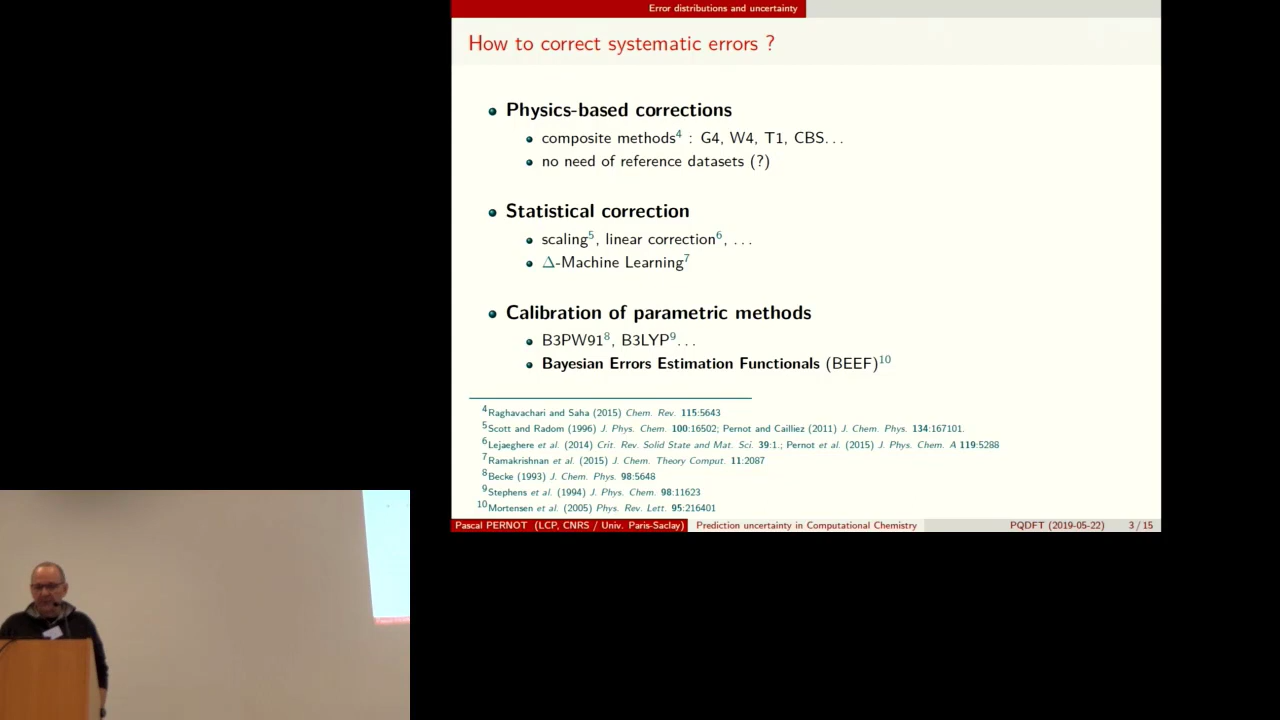 Error distributions and uncertainty
How to correct systematic errors ?
Physics-based corrections
composite methods4 : G4, W4, T1, CBS...
no need of reference datasets (?)
Statistical correction
scaling5, linear correction6, ...
Δ-Machine Learning7
Calibration of parametric methods
B3PW918, B3LYP9...
Bayesian Errors Estimation Functionals (BEEF)10
4Raghavachari and Saha (2015) Chem. Rev. 115:5643
5Scott and Radom (1996) J. Phys. Chem. 100:16502; Pernot and Cailliez (2011) J. Chem. Phys. 134:167101.
6Lejaeghere et al. (2014) Crit. Rev. Solid State and Mat. Sci. 39:1.; Pernot et al. (2015) J. Phys. Chem. A 119:5288
7Ramakrishnan et al. (2015) J. Chem. Theory Comput. 11:2087
8Becke (1993) J. Chem. Phys. 98:5648
9Stephens et al. (1994) J. Phys. Chem. 98:11623
10Mortensen et al. (2005) Phys. Rev. Lett. 95:216401
Pascal PERNOT (LCP, CNRS / Univ. Paris-Saclay) Prediction uncertainty in Computational Chemistry PQDFT (2019-05-22) 3 / 15